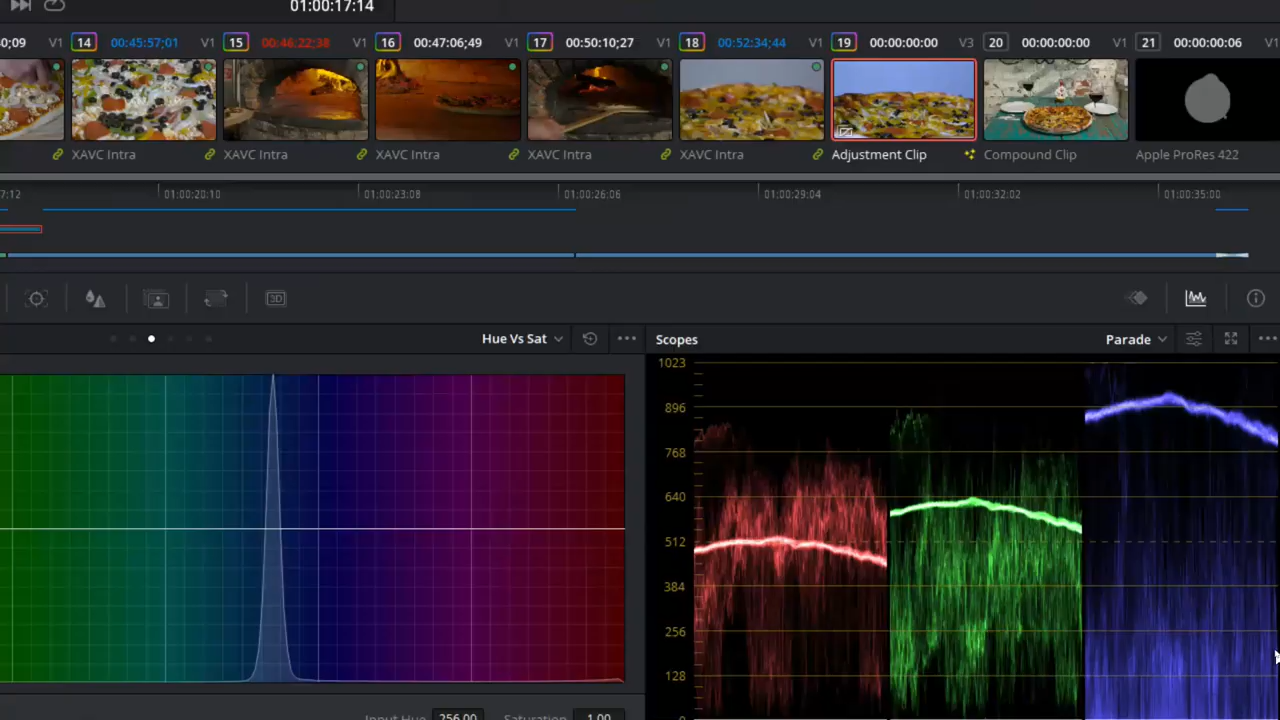 01:00:17:14
0;09 V1 14 00:45:57;01 V1 15 00:46:22;38 V1 16 00:47:06;49 V1 17 00:50:10;27 V1 18 00:52:34;44 V1 19 00:00:00:00 V3 20 00:00:00:00 V1 21 00:00:00:06 V1
XAVC Intra XAVC Intra XAVC Intra XAVC Intra XAVC Intra Adjustment Clip Compound Clip Apple ProRes 422
7:12 01:00:20:10 01:00:23:08 01:00:26:06 01:00:29:04 01:00:32:02 01:00:35:00
3D
Hue Vs Sat Scopes Parade
1023
896
768
640
512
384
256
128
0
Input Hue 256.00 Saturation 1.00